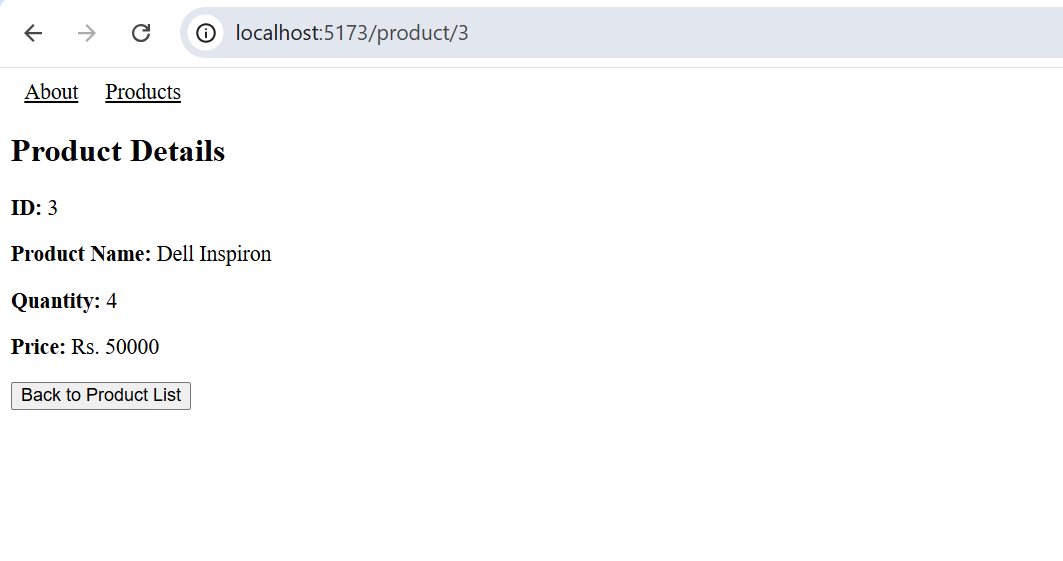 localhost:5173/product/3
About Products
Product Details
ID: 3
Product Name: Dell Inspiron
Quantity: 4
Price: Rs. 50000
Back to Product List